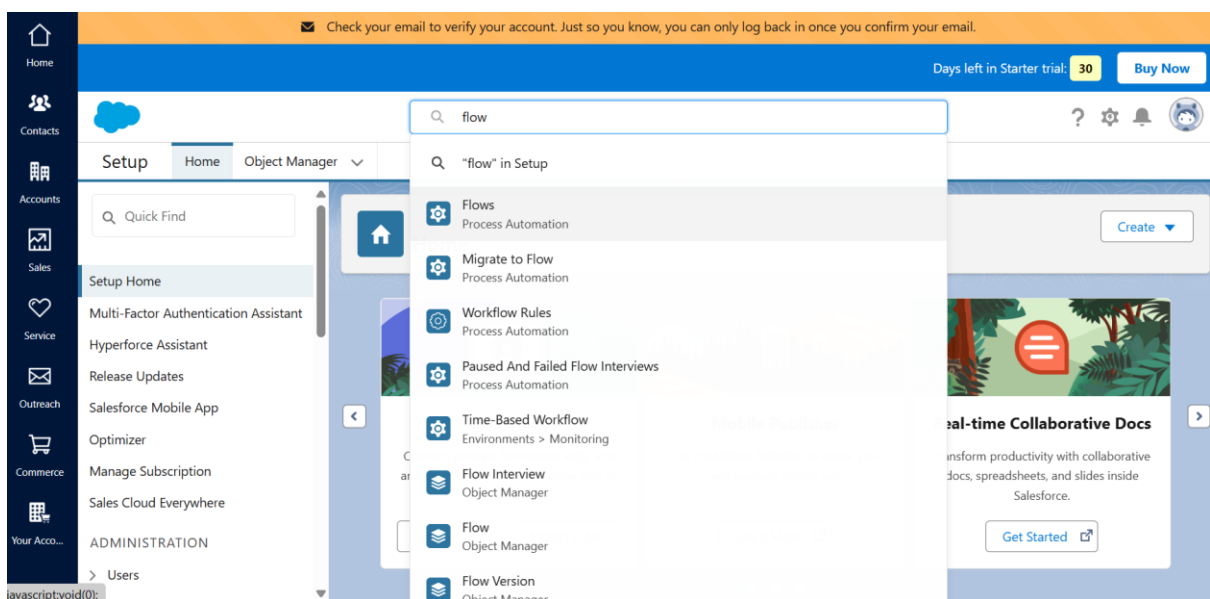 Check your email to verify your account. Just so you know, you can only log back in once you confirm your email.
Home
Days left in Starter trial: 30
Buy Now
Contacts
flow
Setup
Home
Object Manager
"flow" in Setup
Accounts
Quick Find
Flows
Process Automation
Create
Sales
Setup Home
Migrate to Flow
Process Automation
Multi-Factor Authentication Assistant
Workflow Rules
Process Automation
Service
Hyperforce Assistant
Release Updates
Paused And Failed Flow Interviews
Process Automation
Outreach
Salesforce Mobile App
Time-Based Workflow
Environments > Monitoring
eal-time Collaborative Docs
Optimizer
Commerce
Manage Subscription
Flow Interview
Object Manager
ansform productivity with collaborative
docs, spreadsheets, and slides inside
Salesforce.
Sales Cloud Everywhere
Flow
Object Manager
Get Started
Your Acco...
ADMINISTRATION
Users
Flow Version
Object Manager
javascript:void(0);